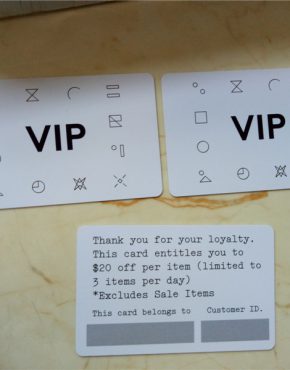 VIP
VIP
Thank you for your loyalty.
This card entitles you to
$20 off per item (limited to
3 items per day)
*Excludes Sale Items
This card belongs to Customer ID.